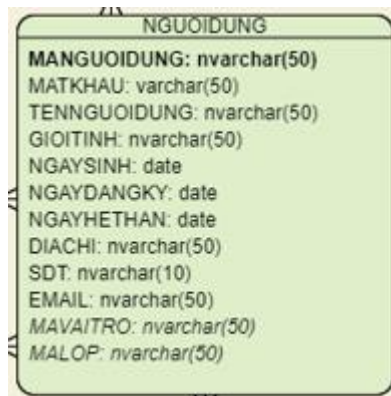 NGUOIDUNG
MANGUOIDUNG: nvarchar(50)
MATKHAU: varchar(50)
TENNGUOIDUNG: nvarchar(50)
GIOITINH: nvarchar(50)
NGAYSINH: date
NGAYDANGKY: date
NGAYHETHAN: date
DIACHI: nvarchar(50)
SDT: nvarchar(10)
EMAIL: nvarchar(50)
MAVAITRO: nvarchar(50)
MALOP: nvarchar(50)